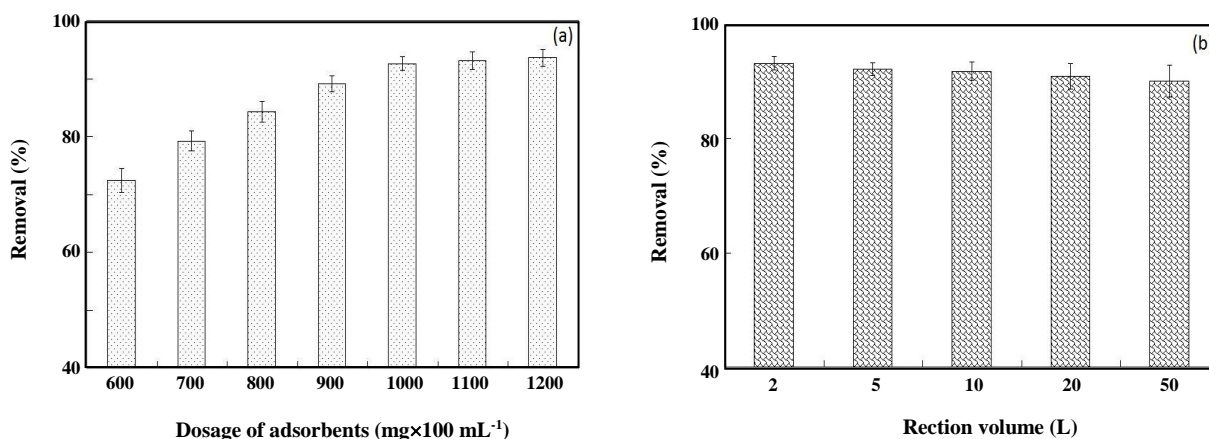 100
(a)
80
60
40
Removal (%)
600 700 800 900 1000 1100 1200
Dosage of adsorbents (mg×100 mL⁻¹)
100
(b)
80
60
40
Removal (%)
2 5 10 20 50
Rection volume (L)